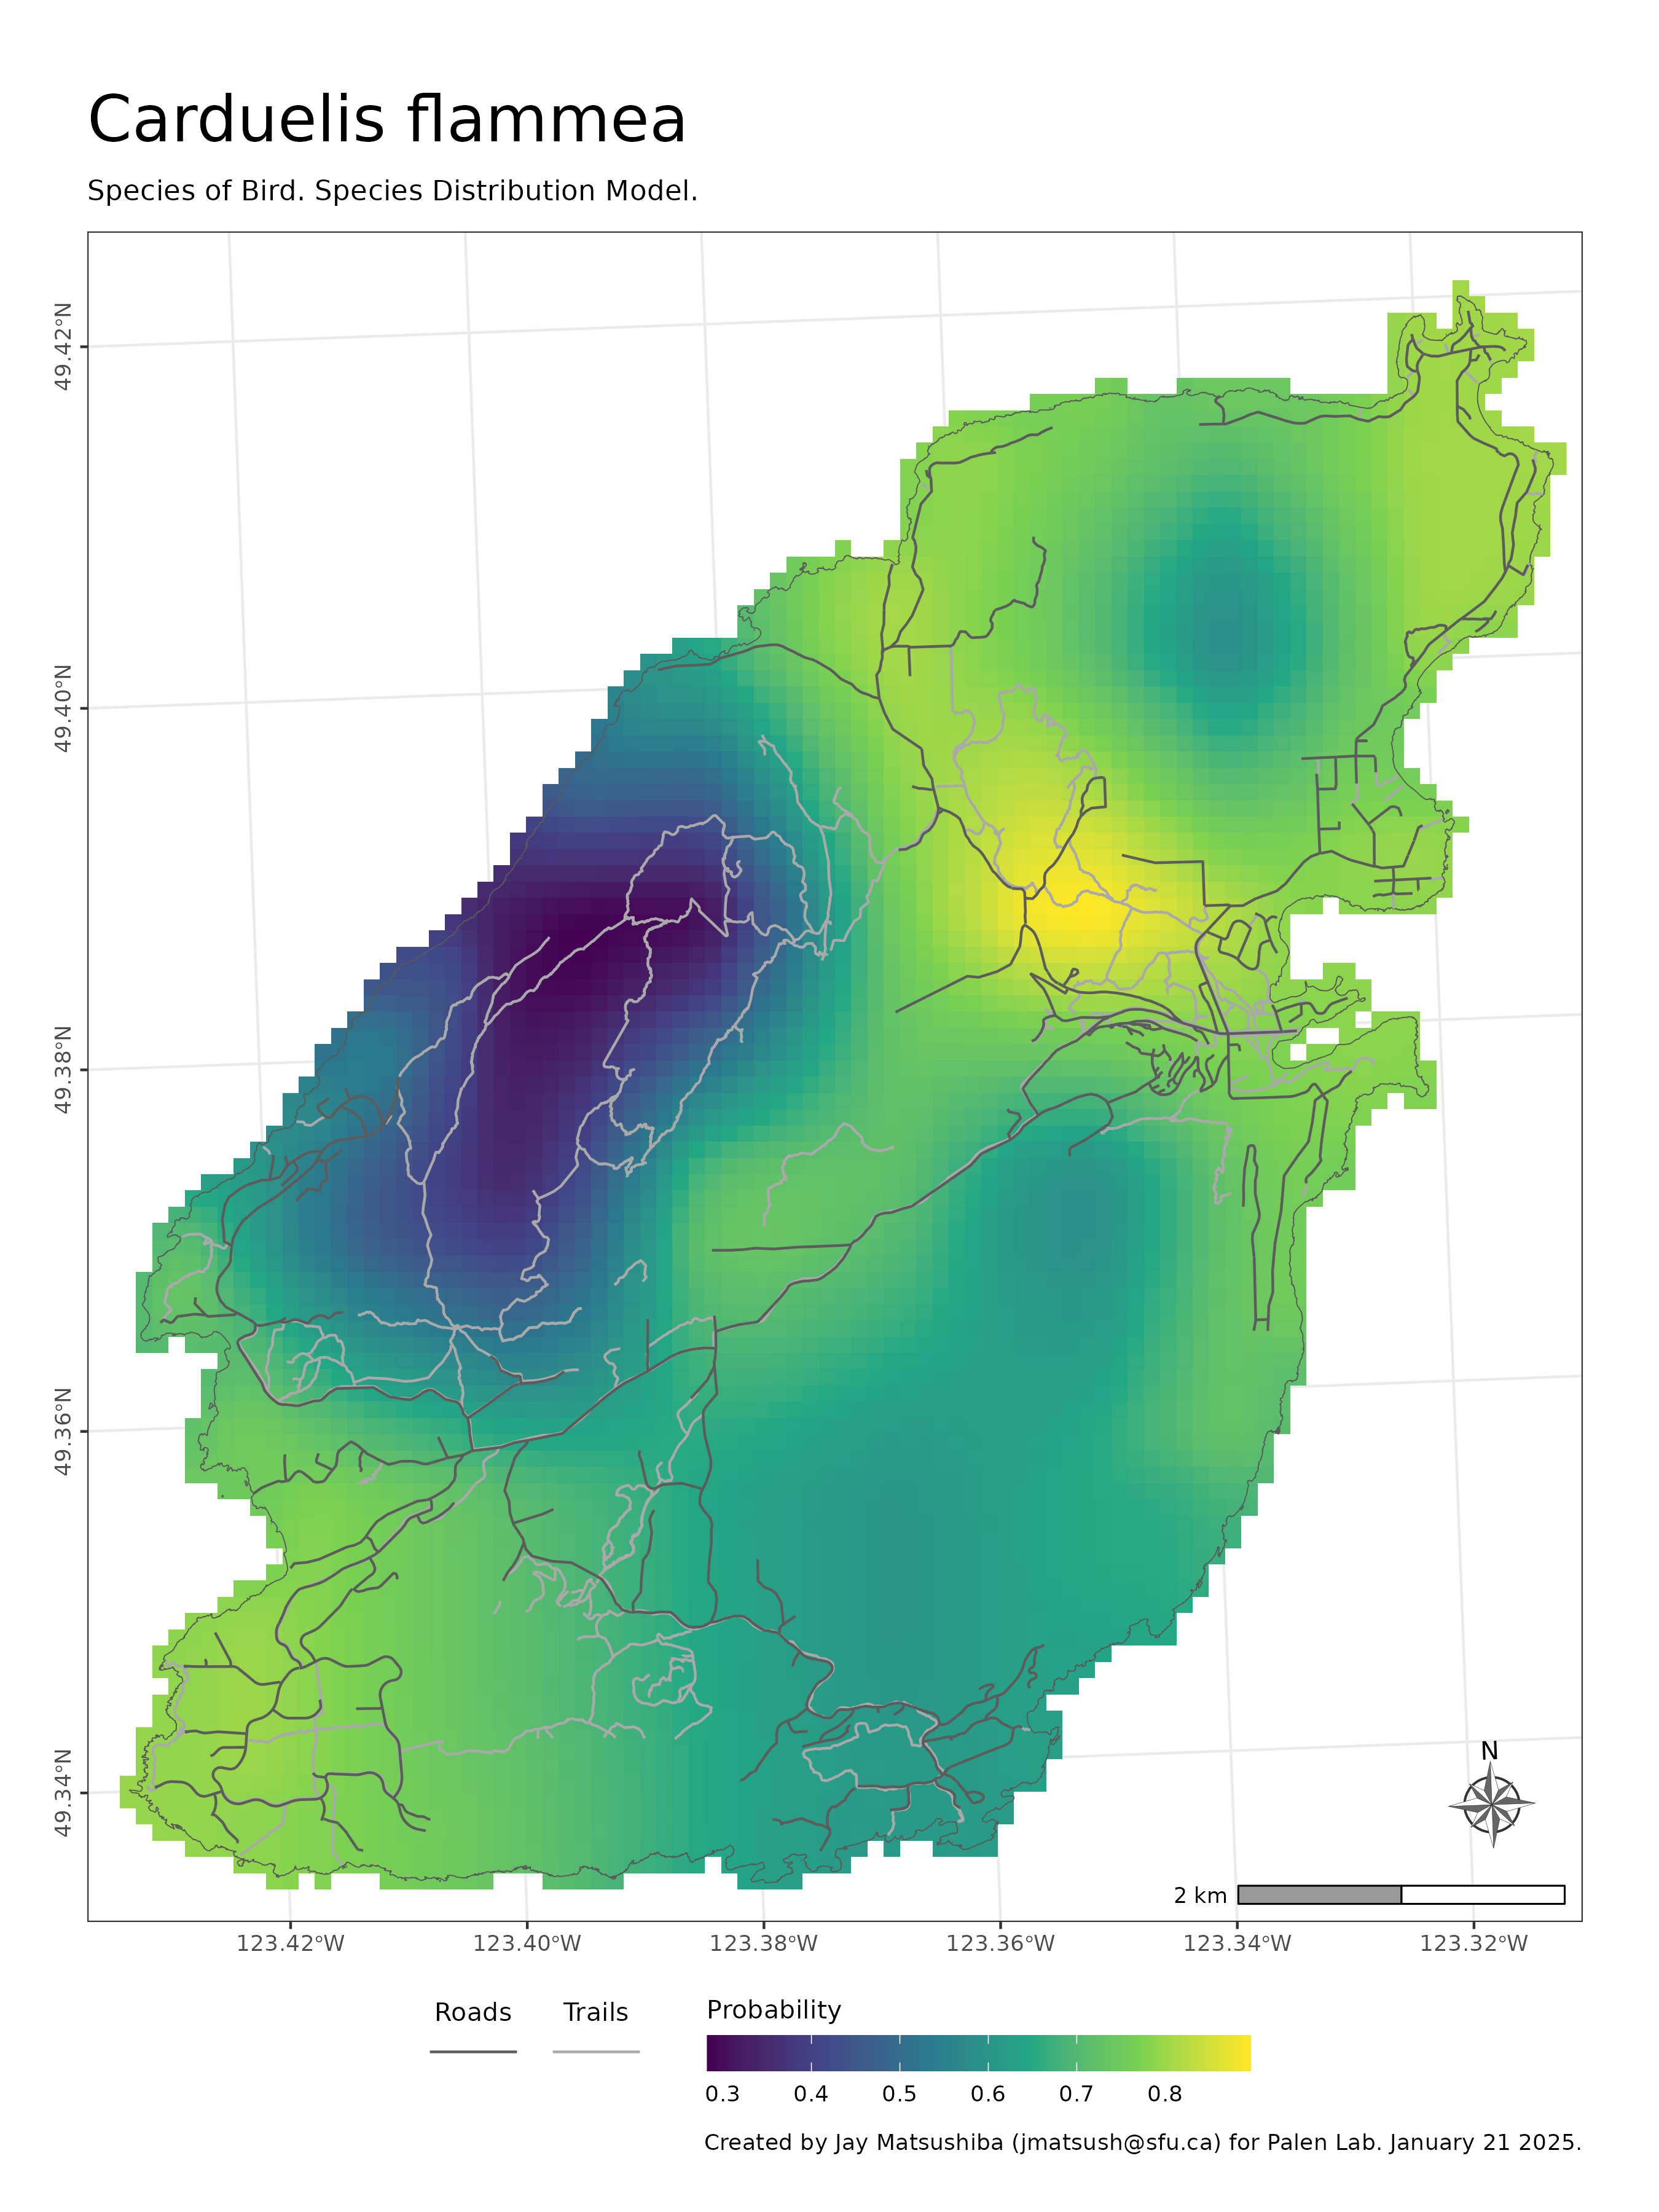 Carduelis flammea
Species of Bird. Species Distribution Model.
49.42°N
49.40°N
49.38°N
49.36°N
49.34°N
N
2 km
123.42°W 123.40°W 123.38°W 123.36°W 123.34°W 123.32°W
Roads Trails Probability
0.3 0.4 0.5 0.6 0.7 0.8
Created by Jay Matsushiba (jmatsush@sfu.ca) for Palen Lab. January 21 2025.